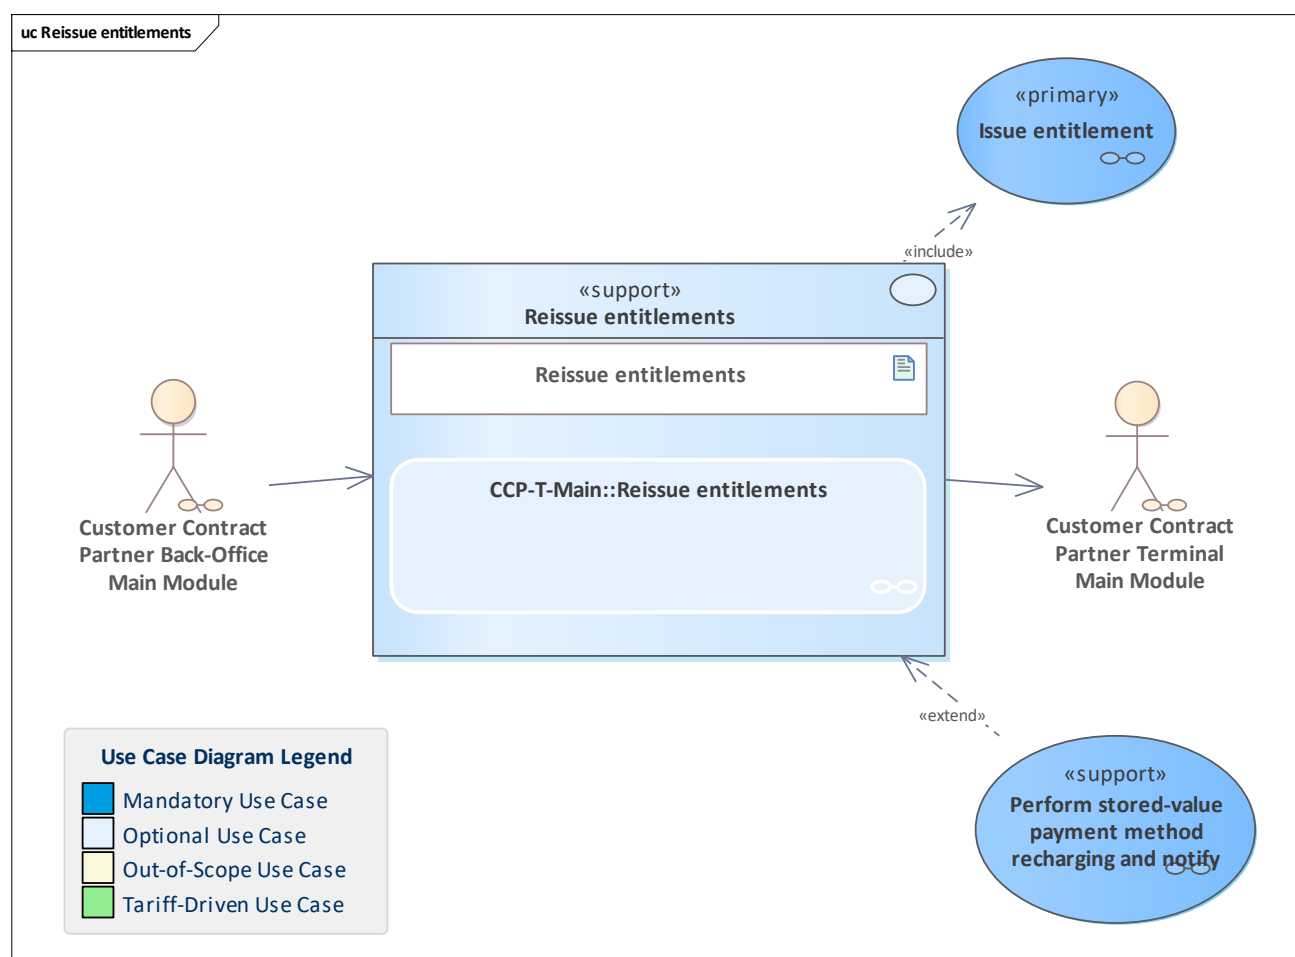 uc Reissue entitlements
«primary»
Issue entitlement
«include»
«support»
Reissue entitlements
Reissue entitlements
CCP-T-Main::Reissue entitlements
Customer Contract
Partner Back-Office
Main Module
Customer Contract
Partner Terminal
Main Module
«extend»
«support»
Perform stored-value
payment method
recharging and notify
Use Case Diagram Legend
Mandatory Use Case
Optional Use Case
Out-of-Scope Use Case
Tariff-Driven Use Case